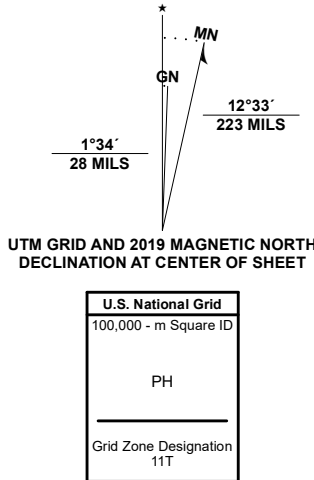 ★
MN
GN
12°33´
223 MILS
1°34´
28 MILS
UTM GRID AND 2019 MAGNETIC NORTH
DECLINATION AT CENTER OF SHEET
U.S. National Grid
100,000 - m Square ID
PH
Grid Zone Designation
11T